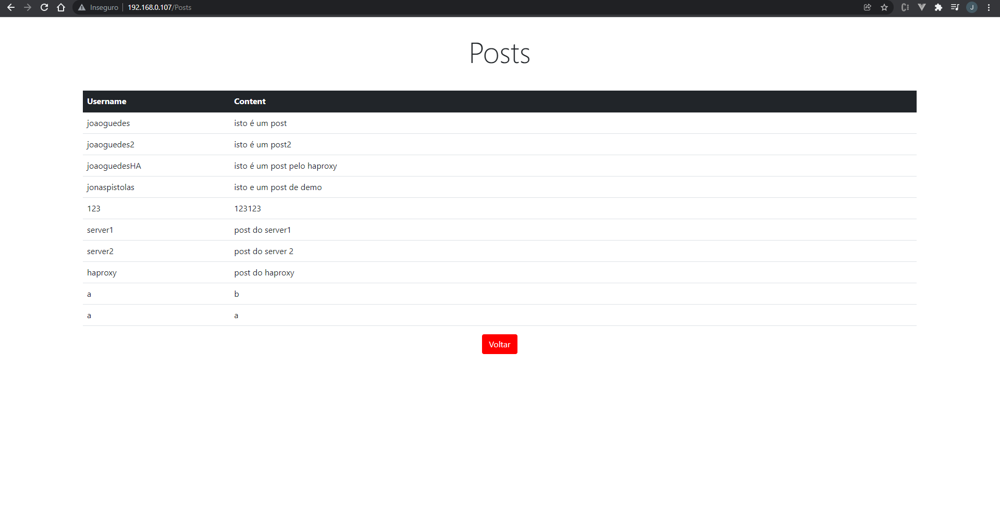 Inseguro 192.168.0.107/Posts
J
Posts
Username Content
joaoguedes isto é um post
joaoguedes2 isto é um post2
joaoguedesHA isto é um post pelo haproxy
jonaspistolas isto e um post de demo
123 123123
server1 post do server1
server2 post do server 2
haproxy post do haproxy
a b
a a
Voltar